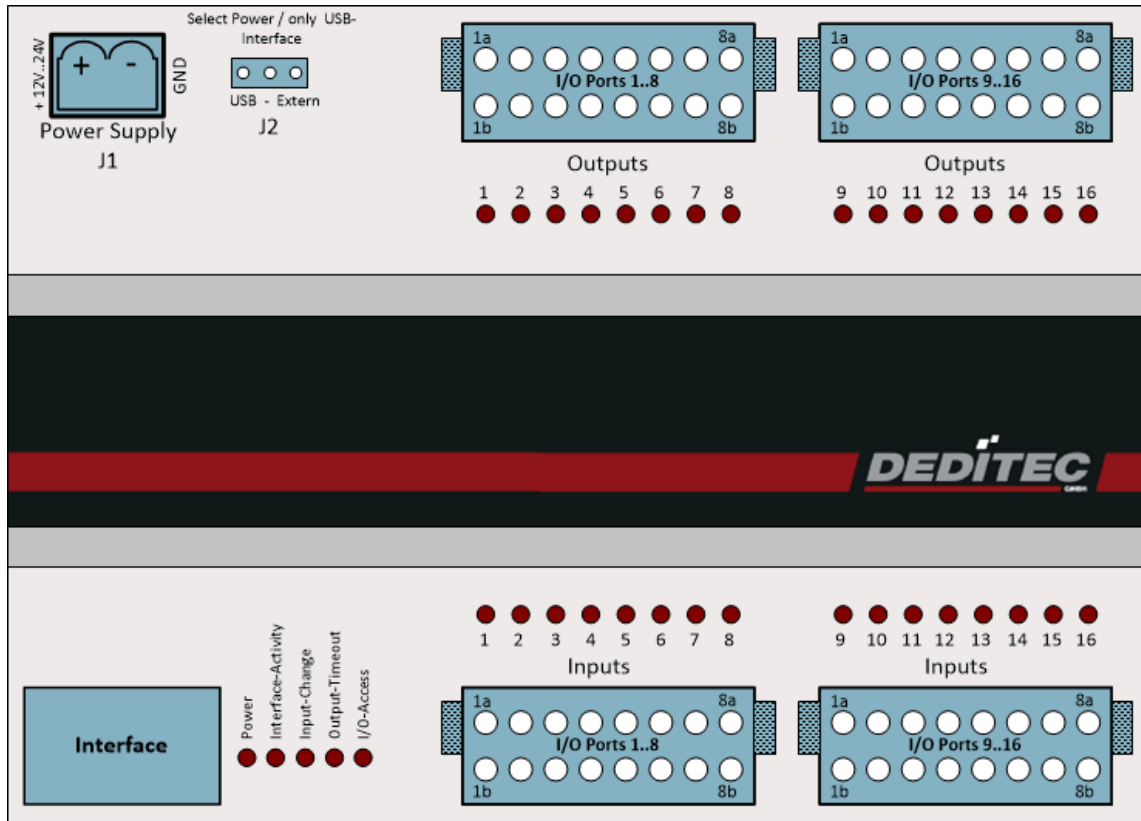 + 12V..24V
+ -
GND
Power Supply
J1
Select Power / only USB-
Interface
USB - Extern
J2
1a 8a
I/O Ports 1..8
1b 8b
Outputs
1 2 3 4 5 6 7 8
1a 8a
I/O Ports 9..16
1b 8b
Outputs
9 10 11 12 13 14 15 16
DEDITEC
GMBH
Interface
Power
Interface-Activity
Input-Change
Output-Timeout
I/O-Access
1 2 3 4 5 6 7 8
Inputs
1a 8a
I/O Ports 1..8
1b 8b
9 10 11 12 13 14 15 16
Inputs
1a 8a
I/O Ports 9..16
1b 8b